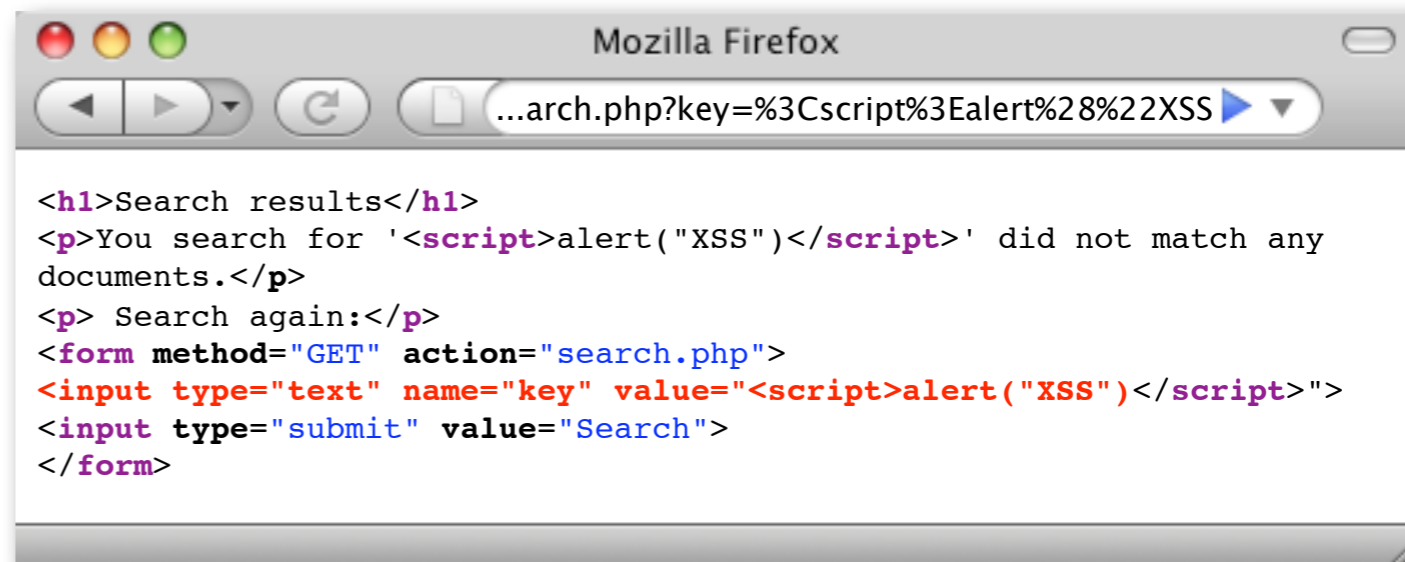 Mozilla Firefox
...arch.php?key=%3Cscript%3Ealert%28%22XSS
<h1>Search results</h1>
<p>You search for '<script>alert("XSS")</script>' did not match any
documents.</p>
<p> Search again:</p>
<form method="GET" action="search.php">
<input type="text" name="key" value="<script>alert("XSS")</script>">
<input type="submit" value="Search">
</form>